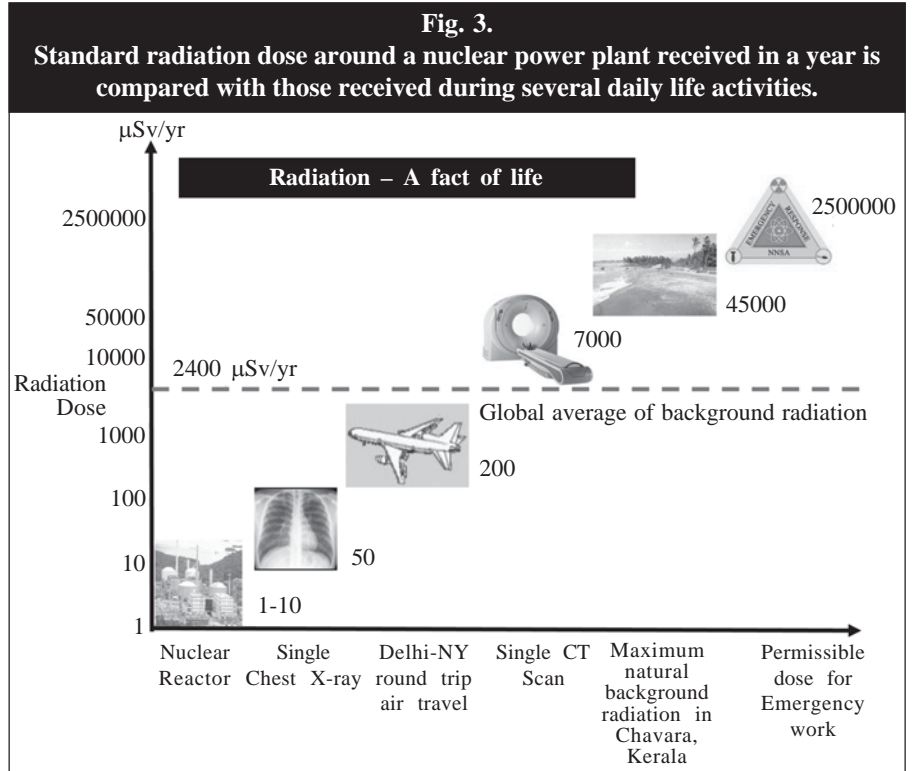 Fig. 3.
Standard radiation dose around a nuclear power plant received in a year is
compared with those received during several daily life activities.
μSv/yr
Radiation – A fact of life
2500000
EMERGENCY
RESPONSE
NNSA
2500000
50000
45000
7000
10000
2400 μSv/yr
Radiation
Dose
Global average of background radiation
1000
200
100
50
10
1-10
1
Nuclear
Reactor
Single
Chest X-ray
Delhi-NY
round trip
air travel
Single CT
Scan
Maximum
natural
background
radiation in
Chavara,
Kerala
Permissible
dose for
Emergency
work